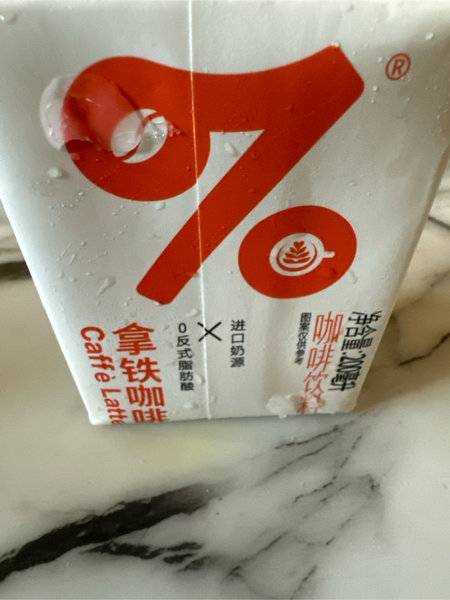 ®
拿铁咖啡
Caffè Latte
0反式脂肪酸
×
进口奶源
图案仅供参考
咖啡饮料
净含量:200毫升